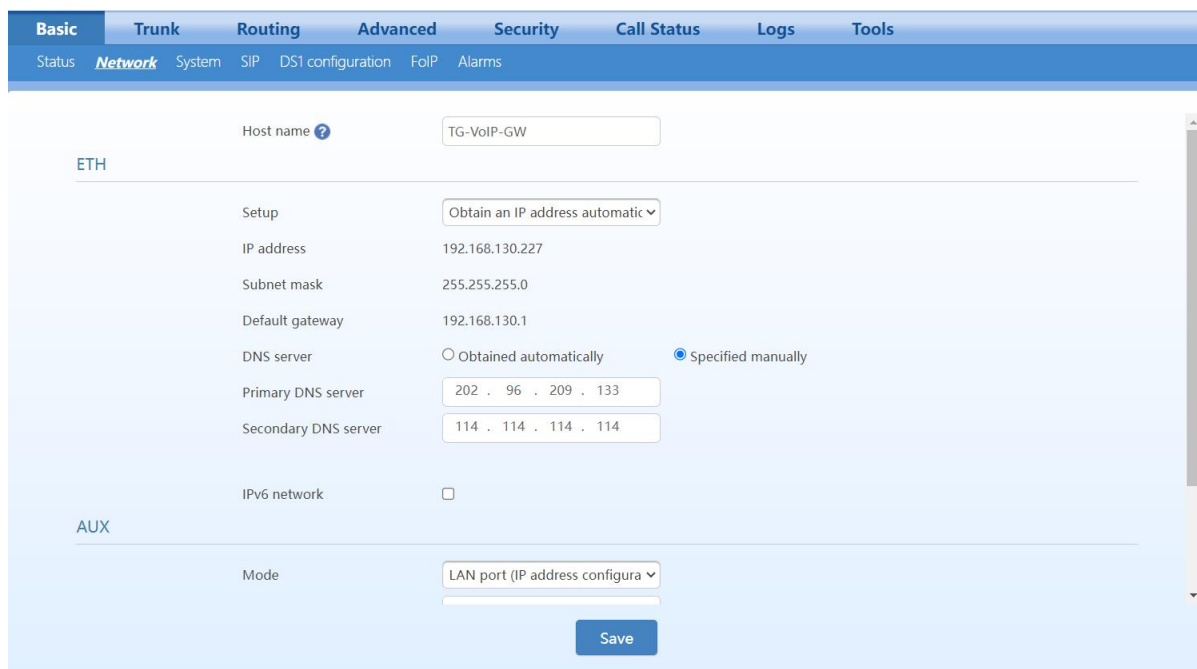 Basic Trunk Routing Advanced Security Call Status Logs Tools
Status Network System SIP DS1 configuration FoIP Alarms
Host name ? TG-VoIP-GW
ETH
Setup Obtain an IP address automatic
IP address 192.168.130.227
Subnet mask 255.255.255.0
Default gateway 192.168.130.1
DNS server Obtained automatically Specified manually
Primary DNS server 202 . 96 . 209 . 133
Secondary DNS server 114 . 114 . 114 . 114
IPv6 network
AUX
Mode LAN port (IP address configura
Save